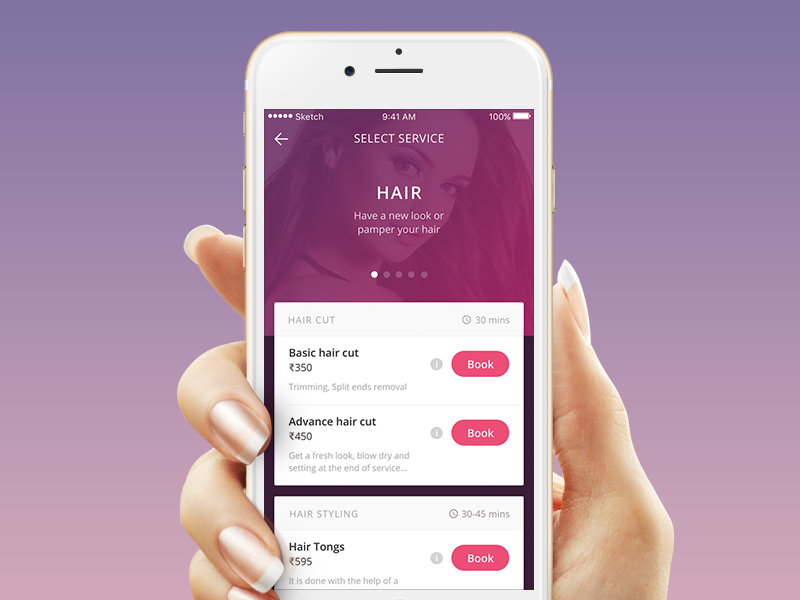 Sketch 9:41 AM 100%
SELECT SERVICE
HAIR
Have a new look or
pamper your hair
HAIR CUT 30 mins
Basic hair cut
₹350
Book
Trimming, Split ends removal
Advance hair cut
₹450
Book
Get a fresh look, blow dry and
setting at the end of service...
HAIR STYLING 30-45 mins
Hair Tongs
₹595
Book
It is done with the help of a